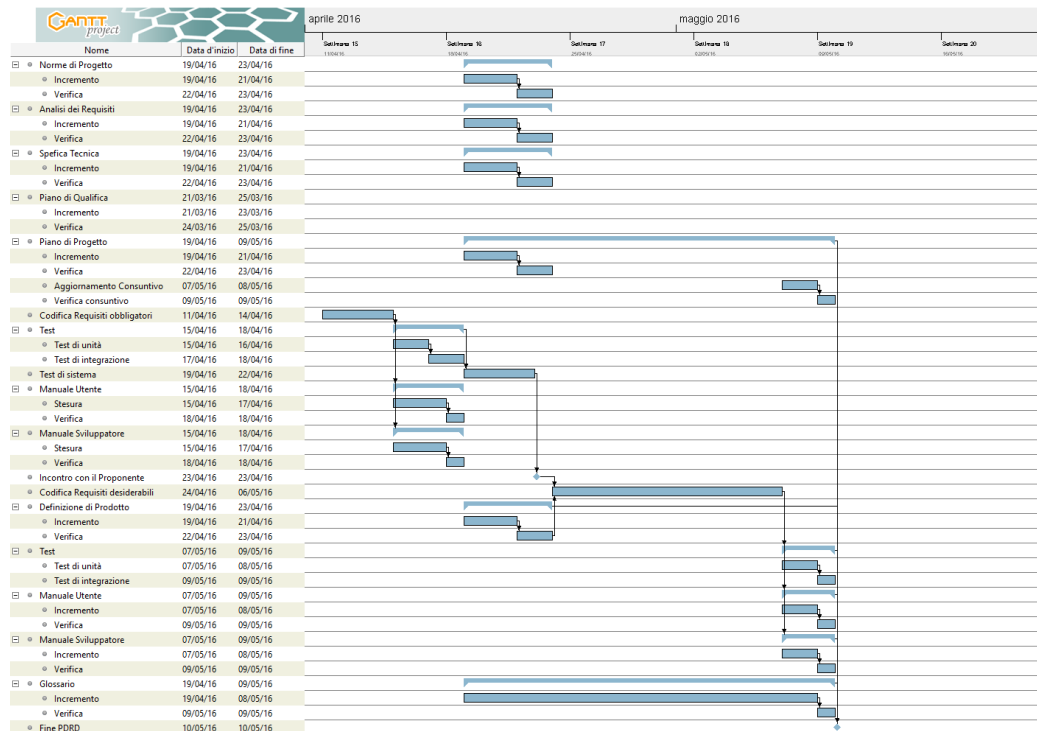 GANTT project
aprile 2016 maggio 2016
Settimana 15 Settimana 16 Settimana 17 Settimana 18 Settimana 19 Settimana 20
11/04/16 18/04/16 25/04/16 02/05/16 09/05/16 16/05/16
Nome Data d'inizio Data di fine
Norme di Progetto 19/04/16 23/04/16
Incremento 19/04/16 21/04/16
Verifica 22/04/16 23/04/16
Analisi dei Requisiti 19/04/16 23/04/16
Incremento 19/04/16 21/04/16
Verifica 22/04/16 23/04/16
Spefica Tecnica 19/04/16 23/04/16
Incremento 19/04/16 21/04/16
Verifica 22/04/16 23/04/16
Piano di Qualifica 21/03/16 25/03/16
Incremento 21/03/16 23/03/16
Verifica 24/03/16 25/03/16
Piano di Progetto 19/04/16 09/05/16
Incremento 19/04/16 21/04/16
Verifica 22/04/16 23/04/16
Aggiornamento Consuntivo 07/05/16 08/05/16
Verifica consuntivo 09/05/16 09/05/16
Codifica Requisiti obbligatori 11/04/16 14/04/16
Test 15/04/16 18/04/16
Test di unità 15/04/16 16/04/16
Test di integrazione 17/04/16 18/04/16
Test di sistema 19/04/16 22/04/16
Manuale Utente 15/04/16 18/04/16
Stesura 15/04/16 17/04/16
Verifica 18/04/16 18/04/16
Manuale Sviluppatore 15/04/16 18/04/16
Stesura 15/04/16 17/04/16
Verifica 18/04/16 18/04/16
Incontro con il Proponente 23/04/16 23/04/16
Codifica Requisiti desiderabili 24/04/16 06/05/16
Definizione di Prodotto 19/04/16 23/04/16
Incremento 19/04/16 21/04/16
Verifica 22/04/16 23/04/16
Test 07/05/16 09/05/16
Test di unità 07/05/16 08/05/16
Test di integrazione 09/05/16 09/05/16
Manuale Utente 07/05/16 09/05/16
Incremento 07/05/16 08/05/16
Verifica 09/05/16 09/05/16
Manuale Sviluppatore 07/05/16 09/05/16
Incremento 07/05/16 08/05/16
Verifica 09/05/16 09/05/16
Glossario 19/04/16 09/05/16
Incremento 19/04/16 08/05/16
Verifica 09/05/16 09/05/16
Fine PDRD 10/05/16 10/05/16